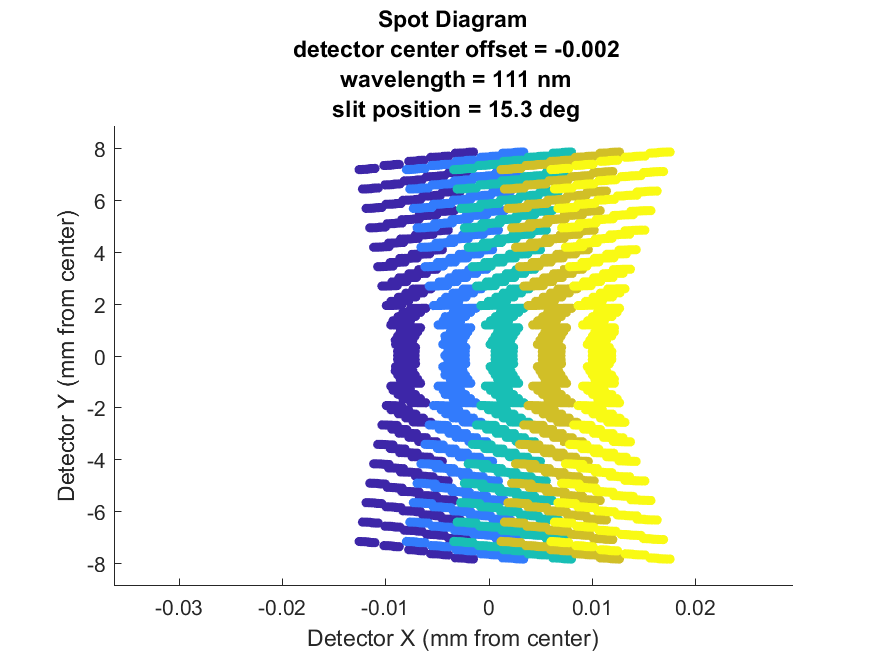 Spot Diagram
detector center offset = -0.002
wavelength = 111 nm
slit position = 15.3 deg
8
6
4
2
0
-2
-4
-6
-8
Detector Y (mm from center)
-0.03 -0.02 -0.01 0 0.01 0.02
Detector X (mm from center)